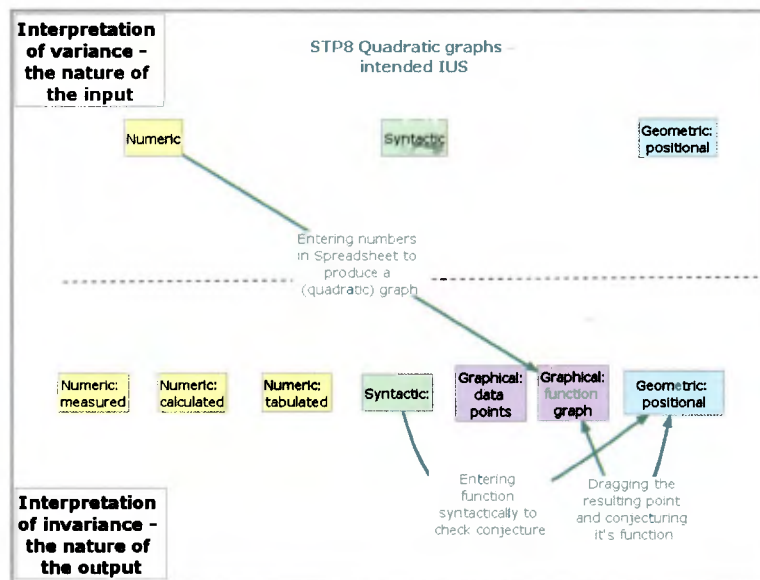 Interpretation
of variance -
the nature of
the input
STP8 Quadratic graphs -
intended IUS
Numeric
Syntactic
Geometric:
positional
Entering numbers
in Spreadsheet to
produce a
(quadratic) graph
Numeric:
measured
Numeric:
calculated
Numeric:
tabulated
Syntactic:
Graphical:
data
points
Graphical:
function
graph
Geometric:
positional
Entering
function
syntactically to
check conjecture
Dragging the
resulting point
and conjecturing
it's function
Interpretation
of invariance -
the nature of
the output